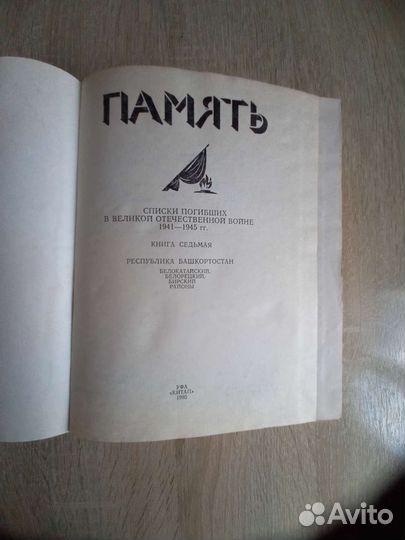 ПАМЯТЬ
СПИСКИ ПОГИБШИХ
В ВЕЛИКОЙ ОТЕЧЕСТВЕННОЙ ВОЙНЕ
1941—1945 гг.
КНИГА СЕДЬМАЯ
РЕСПУБЛИКА БАШКОРТОСТАН
БЕЛОКАТАЙСКИЙ,
БЕЛОРЕЦКИЙ,
БИРСКИЙ
РАЙОНЫ
УФА
«КИТАП»
Avito